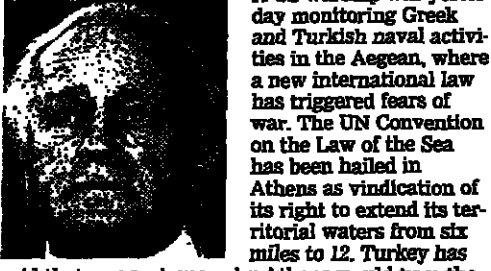 day monitoring Greek
and Turkish naval activi-
ties in the Aegean, where
a new international law
has triggered fears of
war. The UN Convention
on the Law of the Sea
has been hailed in
Athens as vindication of
its right to extend its ter-
ritorial waters from six
miles to 12. Turkey has